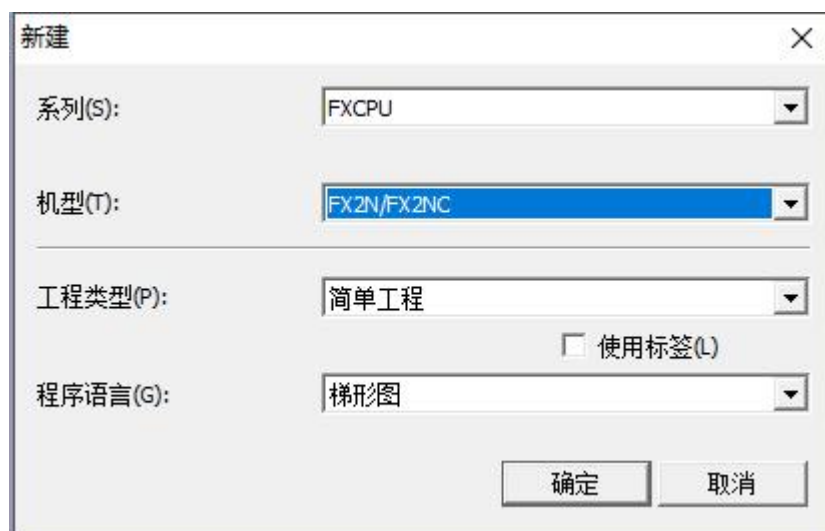 新建
系列(S): FXCPU
机型(T): FX2N/FX2NC
工程类型(P): 简单工程
使用标签(L)
程序语言(G): 梯形图
确定 取消